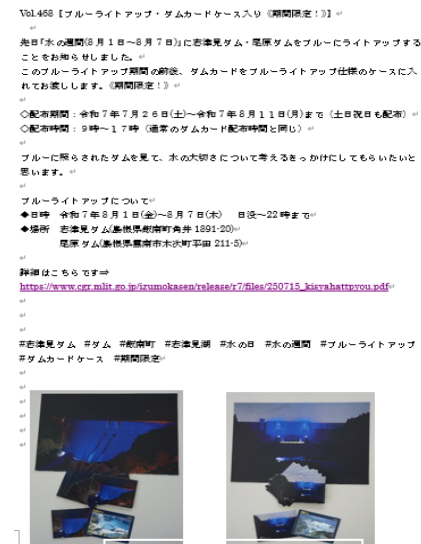 Vol.468【ブルーライトアップ・ダムカードケース入り《期間限定!》】
先日『水の週間(8月1日～8月7日)』に志津見ダム・尾原ダムをブルーにライトアップする
ことをお知らせしました。
このブルーライトアップ期間の前後、ダムカードをブルーライトアップ仕様のケースに入
れてお渡しします。《期間限定!》
◇配布期間:令和7年7月26日(土)～令和7年8月11日(月)まで(土日祝日も配布)
◇配布時間:9時～17時(通常のダムカード配布時間と同じ)
ブルーに照らされたダムを見て、水の大切さについて考えるきっかけにしてもらいたいと
思います。
ブルーライトアップについて
◆日時 令和7年8月1日(金)～8月7日(木) 日没～22時まで
◆場所 志津見ダム(島根県飯南町角井1891-20)
尾原ダム(島根県雲南市木次町平田211-5)
詳細はこちらです⇒
https://www.cgr.mlit.go.jp/izumokasen/release/r7/files/250715_kisyahattpyou.pdf
#志津見ダム #ダム #飯南町 #志津見湖 #水の日 #水の週間 #ブルーライトアップ
#ダムカードケース #期間限定